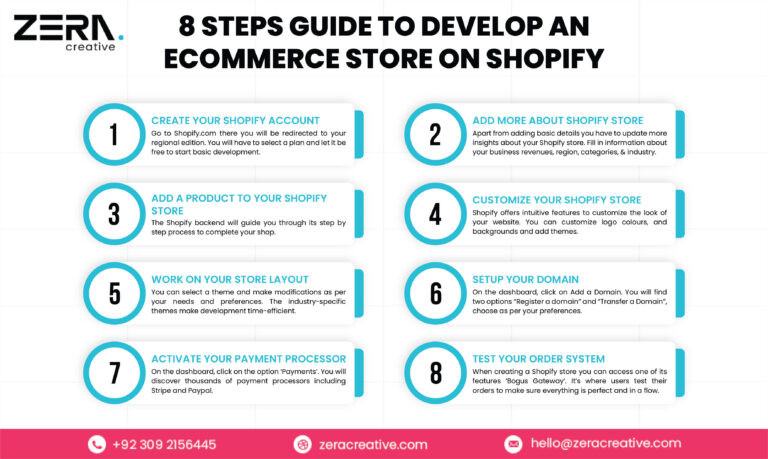 ZERA.
creative
8 STEPS GUIDE TO DEVELOP AN
ECOMMERCE STORE ON SHOPIFY
1
CREATE YOUR SHOPIFY ACCOUNT
Go to Shopify.com there you will be redirected to your
regional edition. You will have to select a plan and let it be
free to start basic development.
2
ADD MORE ABOUT SHOPIFY STORE
Apart from adding basic details you have to update more
insights about your Shopify store. Fill in information about
your business revenues, region, categories, & industry.
3
ADD A PRODUCT TO YOUR SHOPIFY
STORE
The Shopify backend will guide you through its step by
step process to complete your shop.
4
CUSTOMIZE YOUR SHOPIFY STORE
Shopify offers intuitive features to customize the look of
your website. You can customize logo colours, and
backgrounds and add themes.
5
WORK ON YOUR STORE LAYOUT
You can select a theme and make modifications as per
your needs and preferences. The industry-specific
themes make development time-efficient.
6
SETUP YOUR DOMAIN
On the dashboard, click on Add a Domain. You will find
two options “Register a domain” and “Transfer a Domain”,
choose as per your preferences.
7
ACTIVATE YOUR PAYMENT PROCESSOR
On the dashboard, click on the option ‘Payments’. You will
discover thousands of payment processors including
Stripe and Paypal.
8
TEST YOUR ORDER SYSTEM
When creating a Shopify store you can access one of its
features ‘Bogus Gateway’. It’s where users test their
orders to make sure everything is perfect and in a flow.
+92 309 2156445
zeracreative.com
hello@zeracreative.com